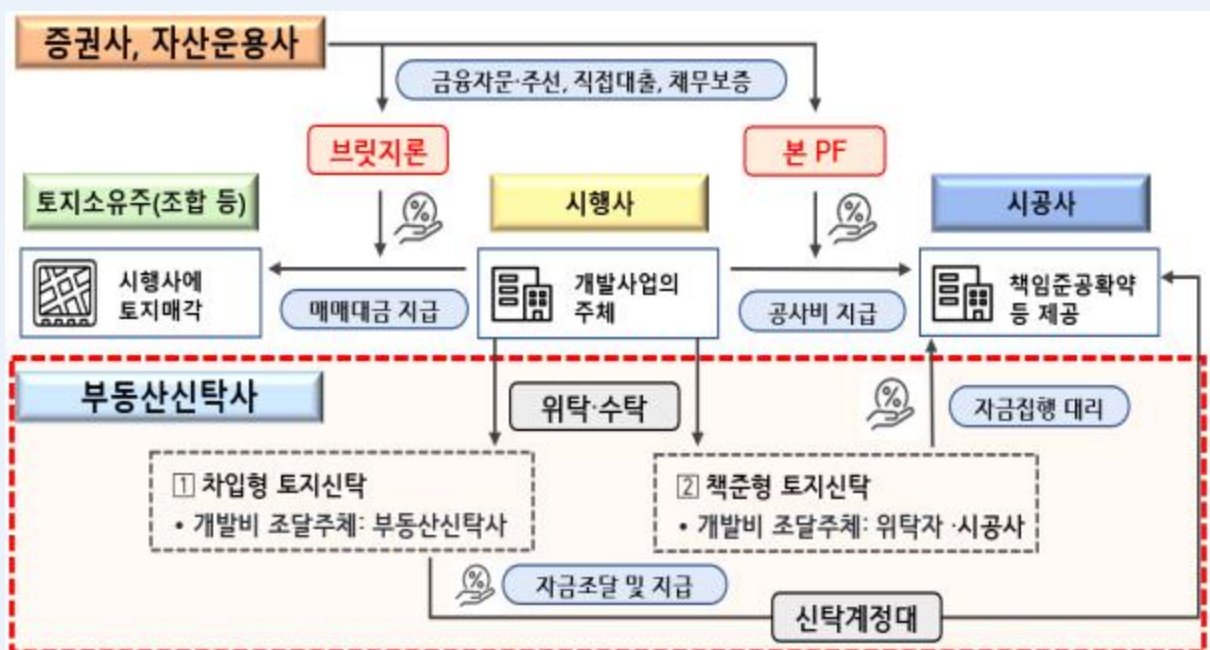 증권사, 자산운용사
금융자문·주선, 직접대출, 채무보증
브릿지론
본 PF
토지소유주(조합 등)
시행사
시공사
시행사에
토지매각
개발사업의
주체
책임준공확약
등 제공
매매대금 지급
공사비 지급
부동산신탁사
위탁·수탁
자금집행 대리
1 차입형 토지신탁
• 개발비 조달주체: 부동산신탁사
2 책준형 토지신탁
• 개발비 조달주체: 위탁자 ·시공사
자금조달 및 지급
신탁계정대